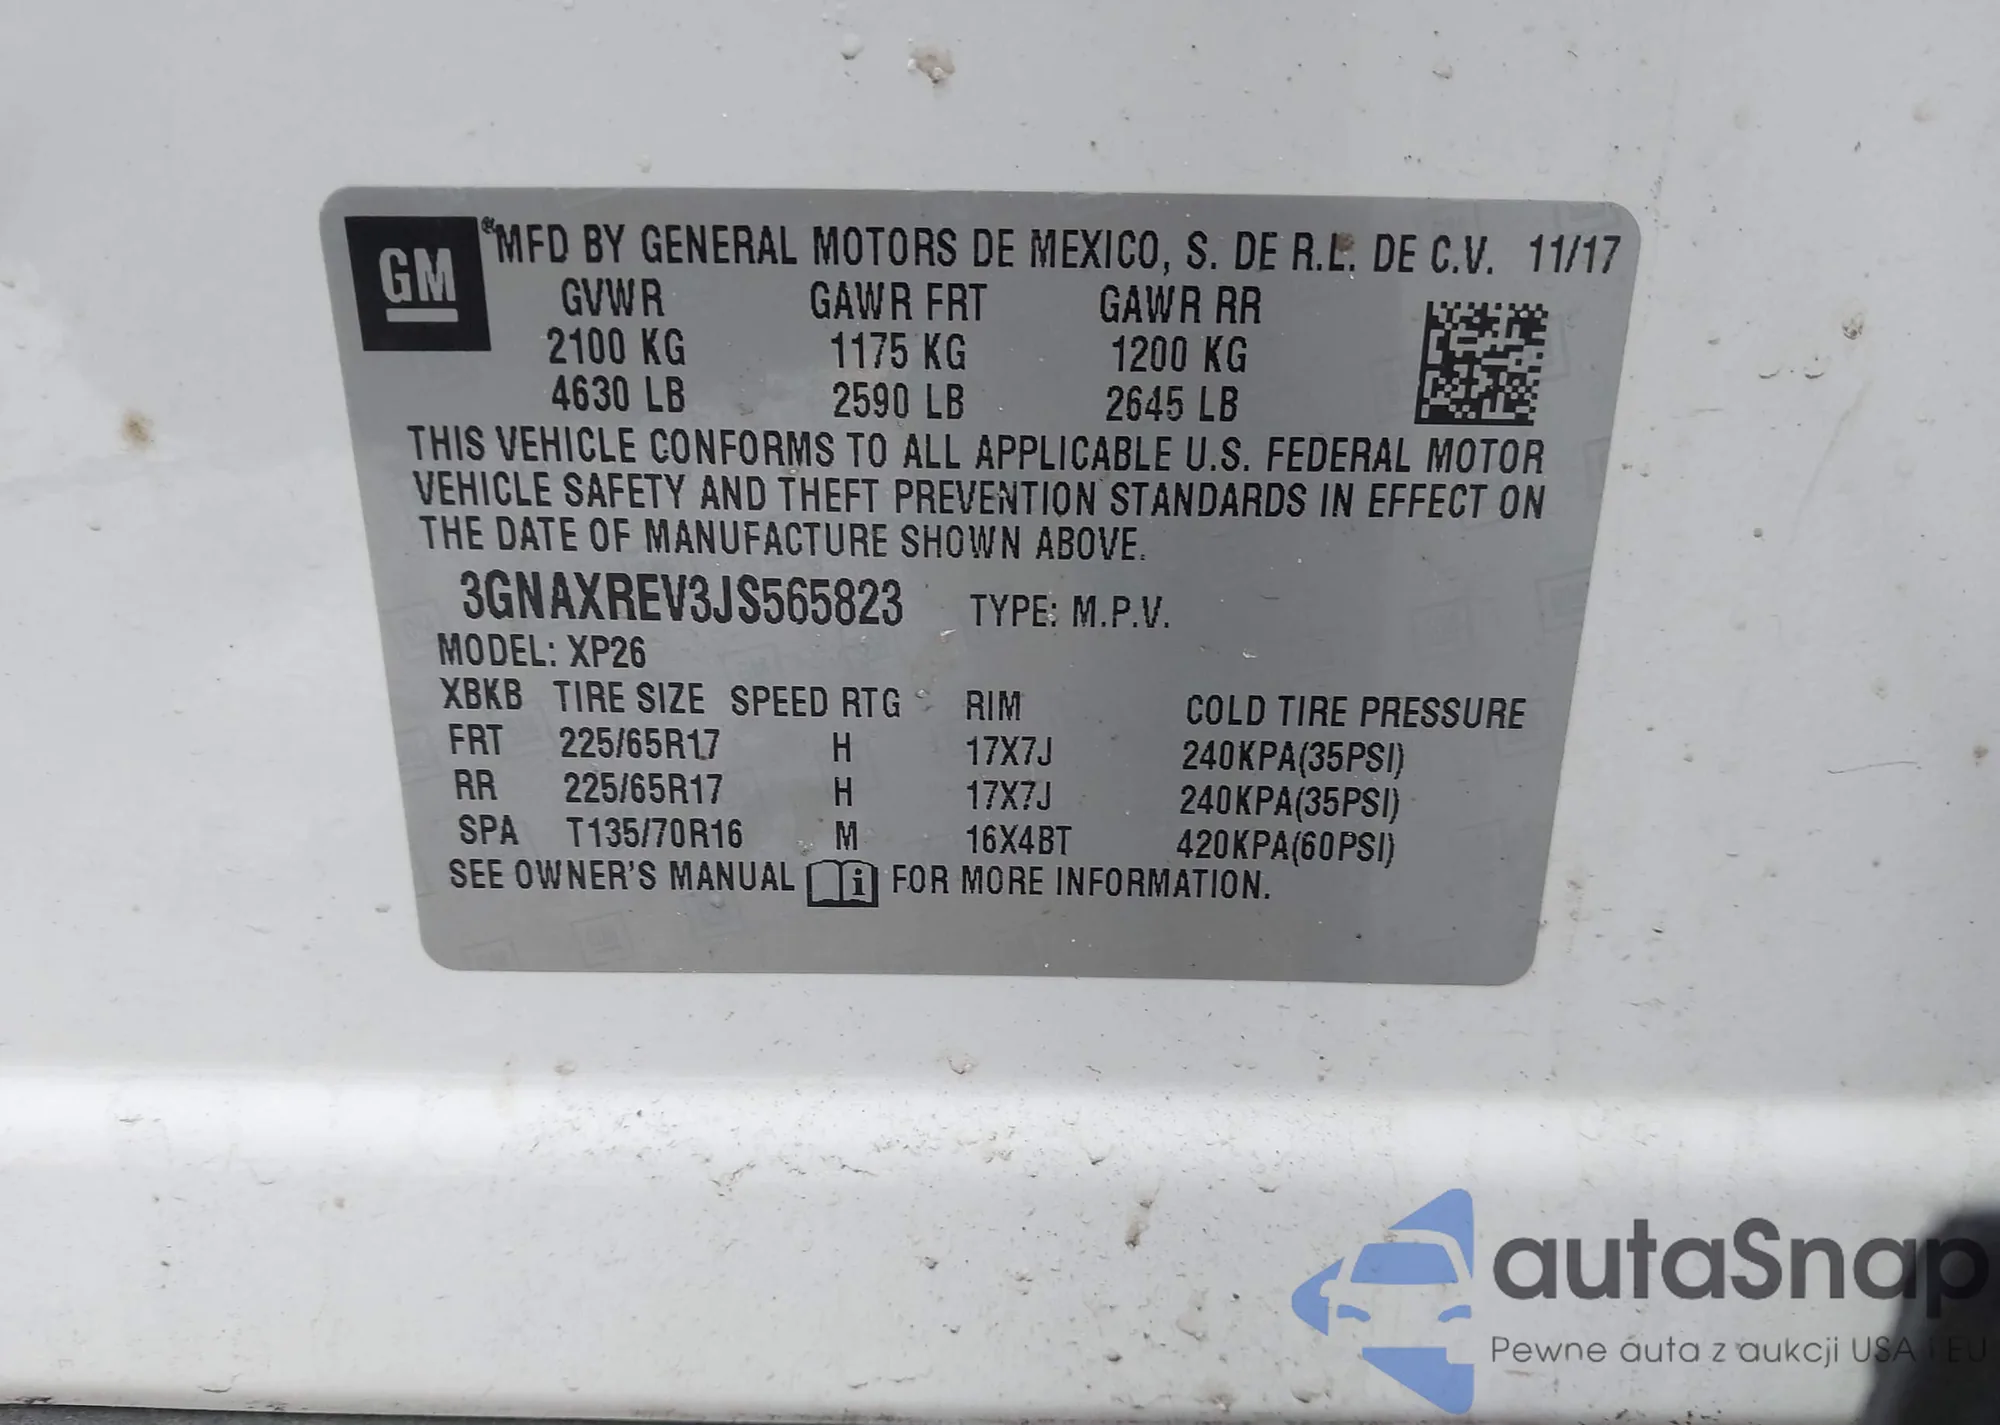 GM
®MFD BY GENERAL MOTORS DE MEXICO, S. DE R.L. DE C.V. 11/17
GVWR GAWR FRT GAWR RR
2100 KG 1175 KG 1200 KG
4630 LB 2590 LB 2645 LB
THIS VEHICLE CONFORMS TO ALL APPLICABLE U.S. FEDERAL MOTOR
VEHICLE SAFETY AND THEFT PREVENTION STANDARDS IN EFFECT ON
THE DATE OF MANUFACTURE SHOWN ABOVE.
3GNAXREV3JS565823 TYPE: M.P.V.
MODEL: XP26
XBKB TIRE SIZE SPEED RTG RIM COLD TIRE PRESSURE
FRT 225/65R17 H 17X7J 240KPA(35PSI)
RR 225/65R17 H 17X7J 240KPA(35PSI)
SPA T135/70R16 M 16X4BT 420KPA(60PSI)
SEE OWNER'S MANUAL i FOR MORE INFORMATION.
autaSnap
Pewne auta z aukcji USA i EU